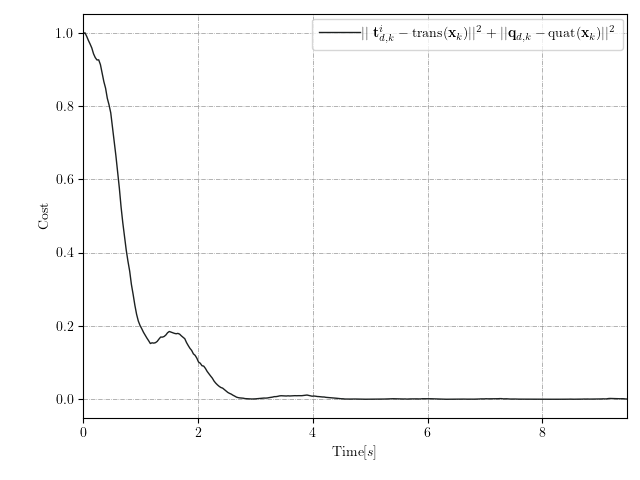 || t^i_{d,k} − trans(x_k)||² + ||q_{d,k} − quat(x_k)||²
1.0
0.8
0.6
0.4
0.2
0.0
Cost
0 2 4 6 8
Time[s]